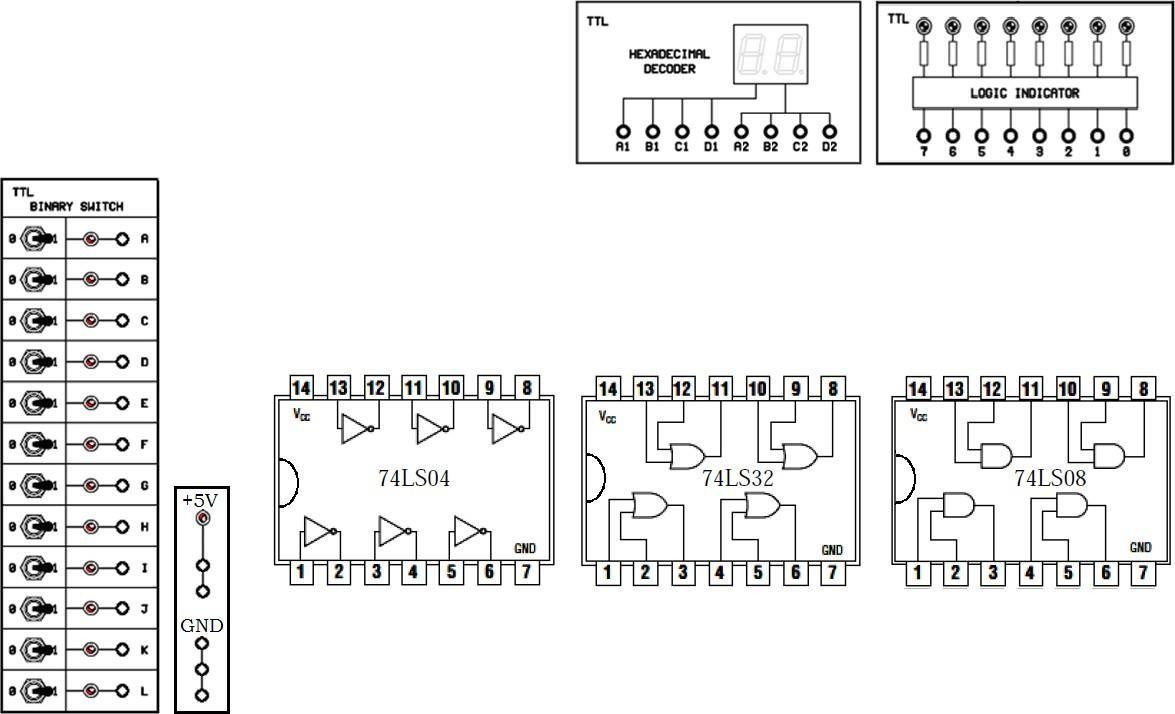 TTL
HEXADECIMAL
DECODER
A1 B1 C1 D1 A2 B2 C2 D2
TTL
LOGIC INDICATOR
7 6 5 4 3 2 1 0
TTL
BINARY SWITCH
0 1 A
0 1 B
0 1 C
0 1 D
0 1 E
0 1 F
0 1 G
0 1 H
0 1 I
0 1 J
0 1 K
0 1 L
+5V
GND
14 13 12 11 10 9 8
VCC
74LS04
GND
1 2 3 4 5 6 7
14 13 12 11 10 9 8
VCC
74LS32
GND
1 2 3 4 5 6 7
14 13 12 11 10 9 8
VCC
74LS08
GND
1 2 3 4 5 6 7